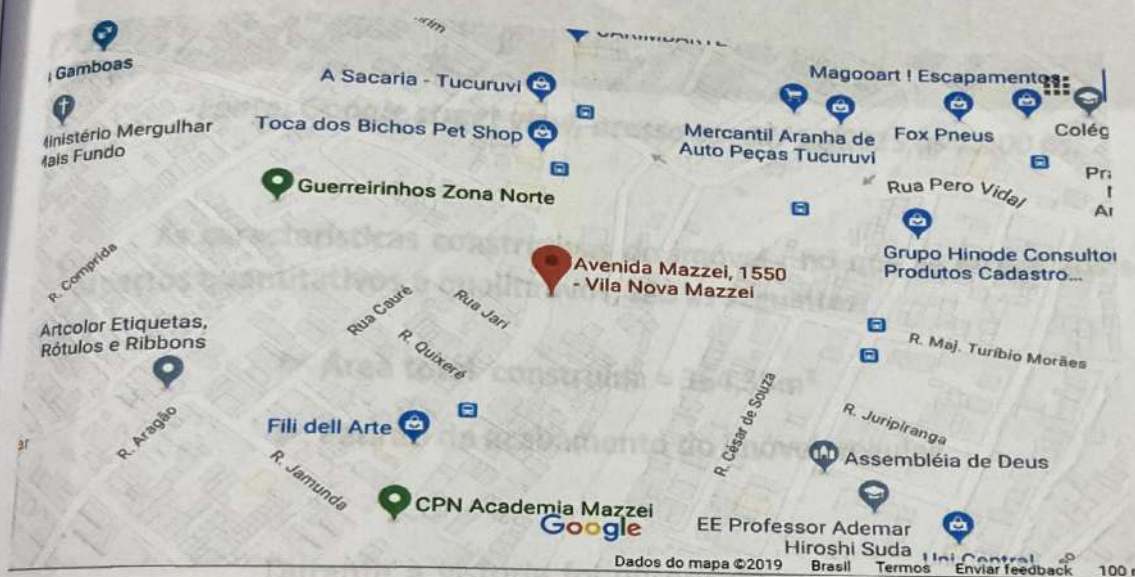 Gamboas
A Sacaria - Tucuruvi
Magooart ! Escapamentos
Ministério Mergulhar
Mais Fundo
Toca dos Bichos Pet Shop
Mercantil Aranha de
Auto Peças Tucuruvi
Fox Pneus
Colég
Guerreirinhos Zona Norte
Rua Pero Vidal
Grupo Hinode Consultor
Produtos Cadastro...
R. Comprida
Avenida Mazzei, 1550
- Vila Nova Mazzei
Rua Cauré
Rua Jari
R. Quixeré
Artcolor Etiquetas,
Rótulos e Ribbons
R. Maj. Turíbio Morães
R. Aragão
Fili dell Arte
R. César de Souza
R. Juripiranga
R. Jamunda
Assembléia de Deus
CPN Academia Mazzei
Google
EE Professor Ademar
Hiroshi Suda
Dados do mapa ©2019 Brasil Termos Enviar feedback 100